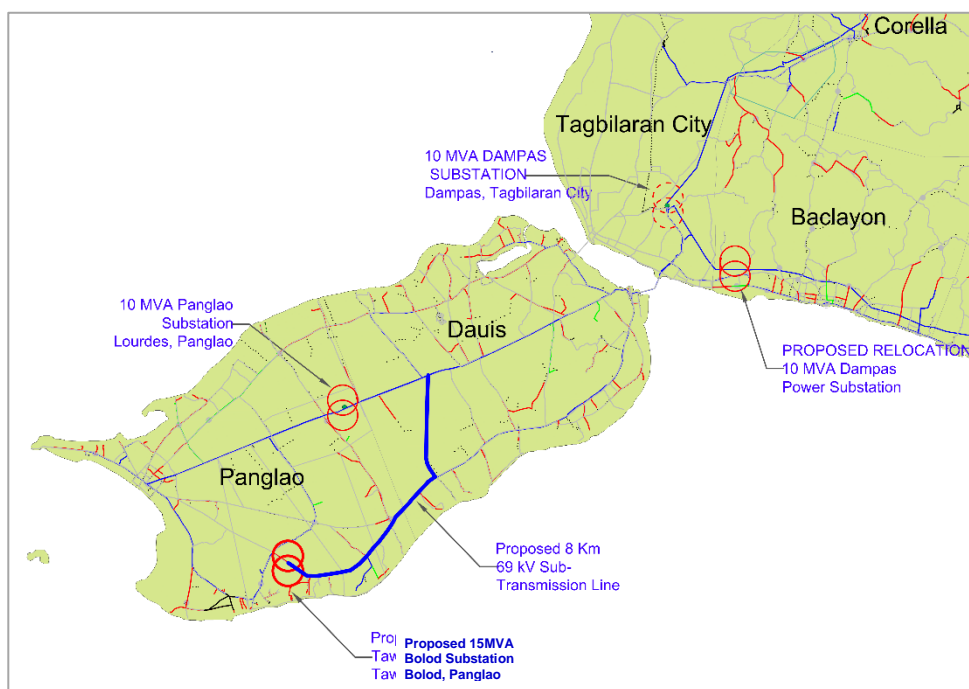 Corella
Tagbilaran City
10 MVA DAMPAS
SUBSTATION
Dampas, Tagbilaran City
Baclayon
10 MVA Panglao
Substation
Lourdes, Panglao
Dauis
PROPOSED RELOCATION
10 MVA Dampas
Power Substation
Panglao
Proposed 8 Km
69 kV Sub-
Transmission Line
Proposed 15MVA
Bolod Substation
Bolod, Panglao